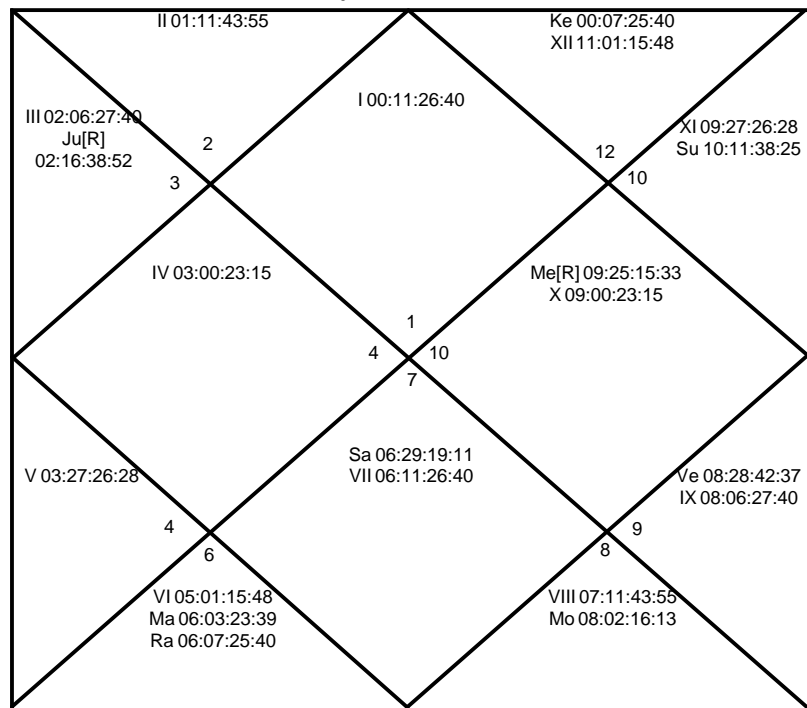 II 01:11:43:55
Ke 00:07:25:40
XII 11:01:15:48
I 00:11:26:40
III 02:06:27:40
Ju[R]
02:16:38:52
XI 09:27:26:28
Su 10:11:38:25
2
12
3
10
IV 03:00:23:15
Me[R] 09:25:15:33
X 09:00:23:15
1
4
10
7
Sa 06:29:19:11
VII 06:11:26:40
V 03:27:26:28
Ve 08:28:42:37
IX 08:06:27:40
4
9
6
8
VI 05:01:15:48
Ma 06:03:23:39
Ra 06:07:25:40
VIII 07:11:43:55
Mo 08:02:16:13